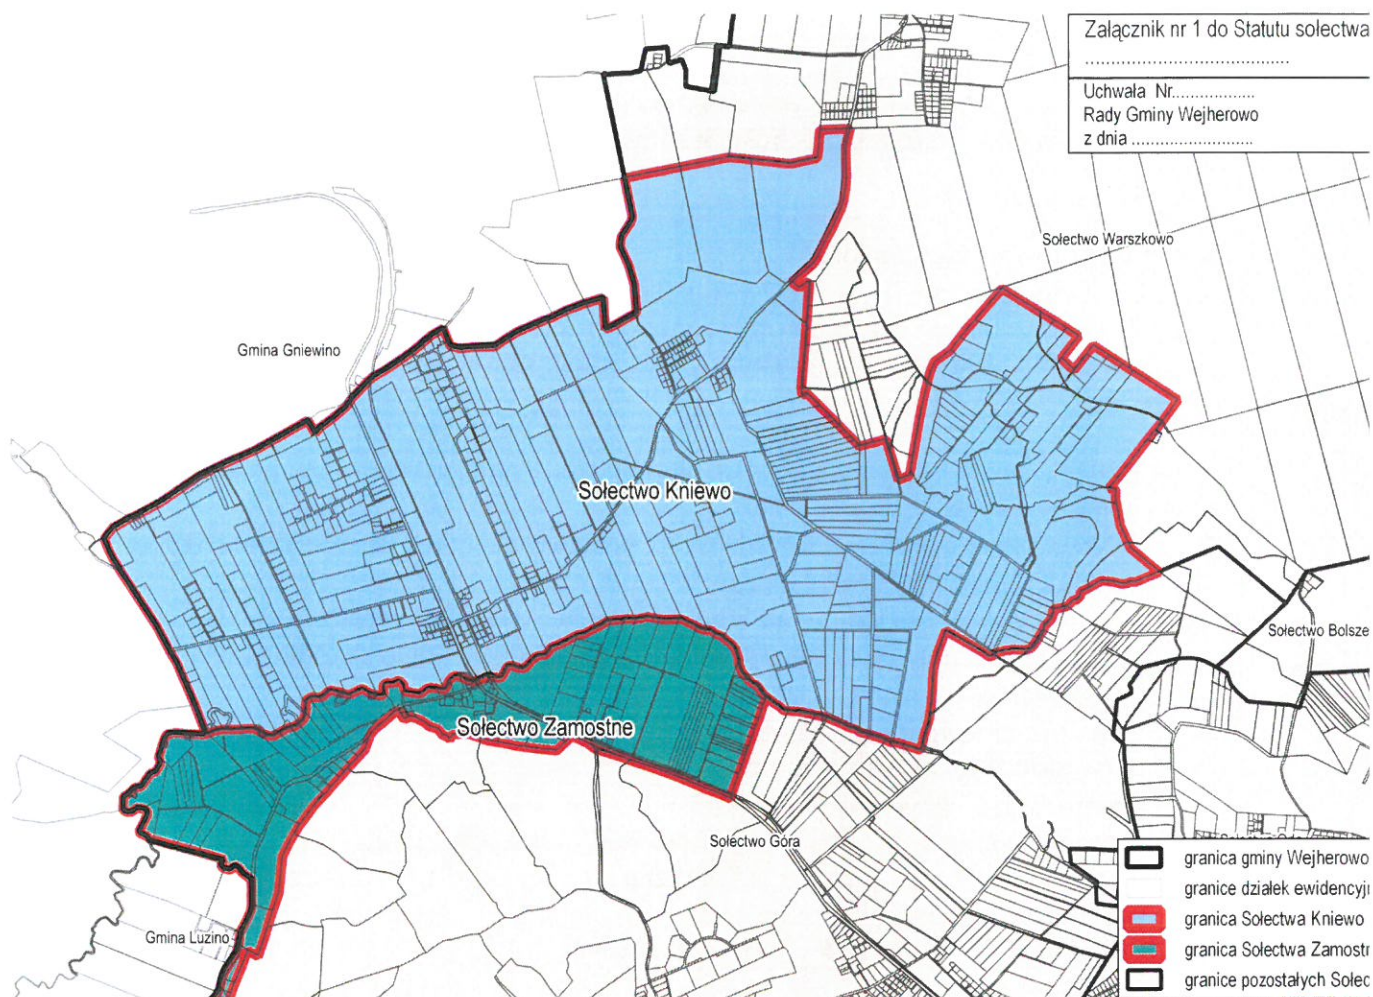 Załącznik nr 1 do Statutu sołectwa
......................................
Uchwała Nr..................
Rady Gminy Wejherowo
z dnia ..........................
Sołectwo Warszkowo
Gmina Gniewino
Sołectwo Kniewo
Sołectwo Bolsze
Sołectwo Zamostne
Sołectwo Góra
Gmina Luzino
granica gminy Wejherowo
granice działek ewidencyj
granica Sołectwa Kniewo
granica Sołectwa Zamost
granice pozostałych Sołec